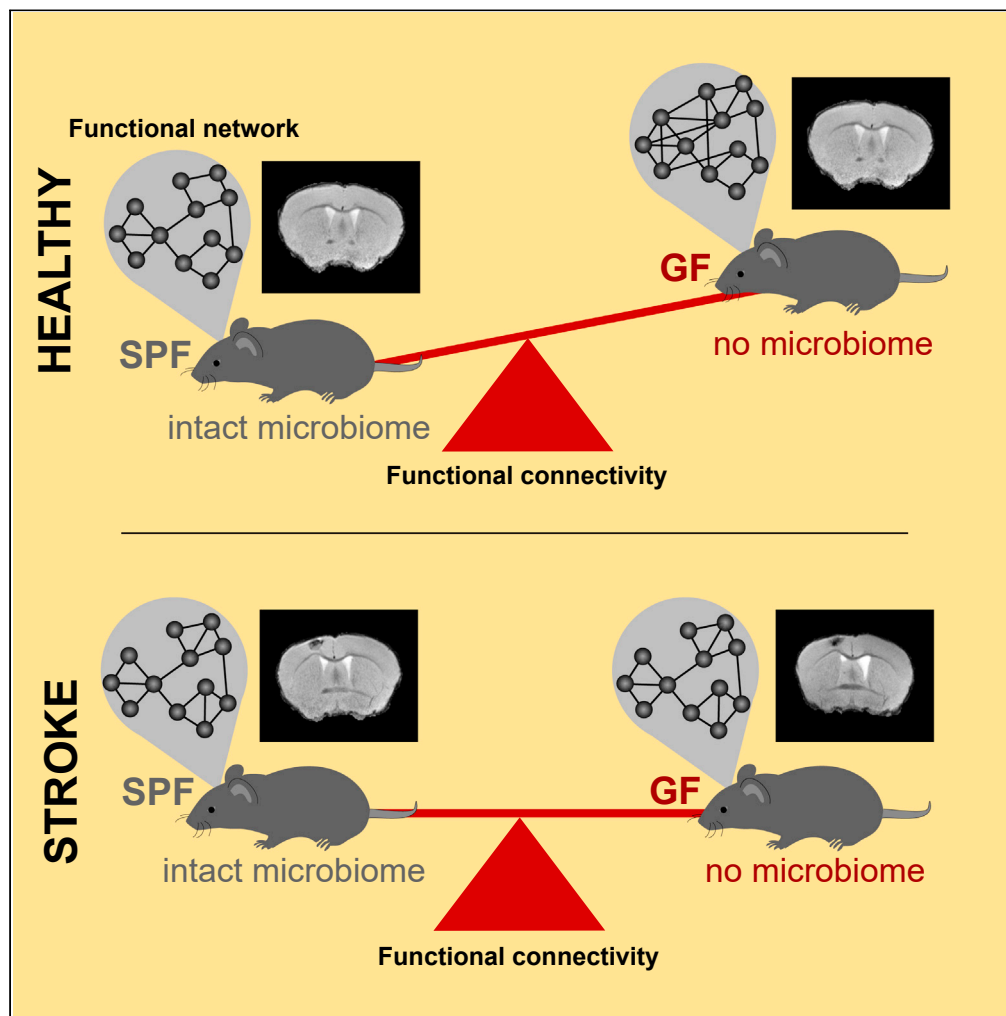 HEALTHY
Functional network
SPF
intact microbiome
GF
no microbiome
Functional connectivity
STROKE
SPF
intact microbiome
GF
no microbiome
Functional connectivity